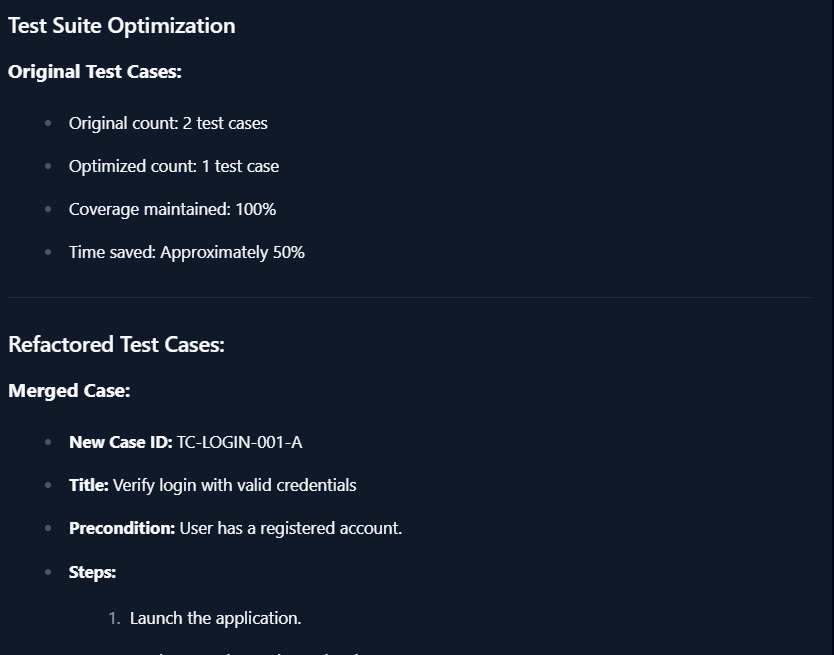 Test Suite Optimization
Original Test Cases:
Original count: 2 test cases
Optimized count: 1 test case
Coverage maintained: 100%
Time saved: Approximately 50%
Refactored Test Cases:
Merged Case:
New Case ID: TC-LOGIN-001-A
Title: Verify login with valid credentials
Precondition: User has a registered account.
Steps:
1. Launch the application.